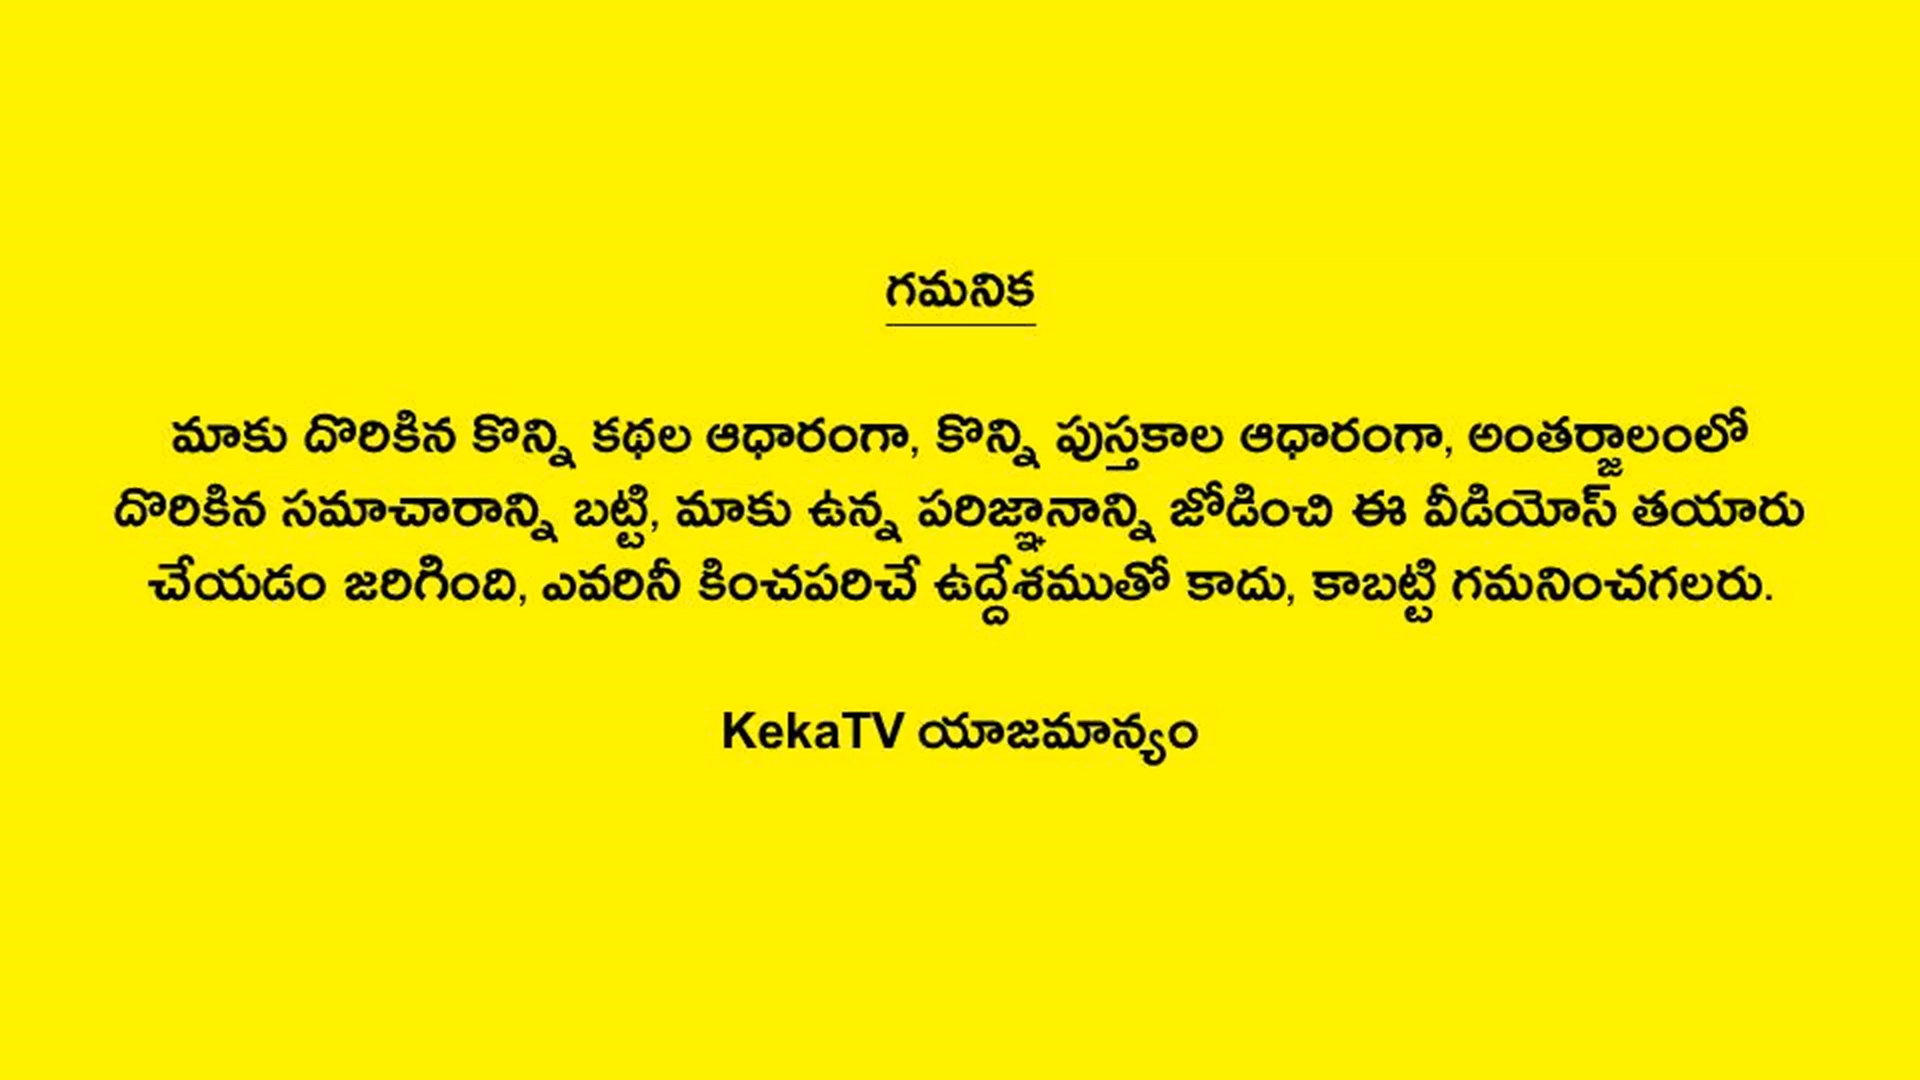 గమనిక
మాకు దొరికిన కొన్ని కథల ఆధారంగా, కొన్ని పుస్తకాల ఆధారంగా, అంతర్జాలంలో
దొరికిన సమాచారాన్ని బట్టి, మాకు ఉన్న పరిజ్ఞానాన్ని జోడించి ఈ వీడియోస్ తయారు
చేయడం జరిగింది, ఎవరినీ కించపరిచే ఉద్దేశముతో కాదు, కాబట్టి గమనించగలరు.
KekaTV యాజమాన్యం